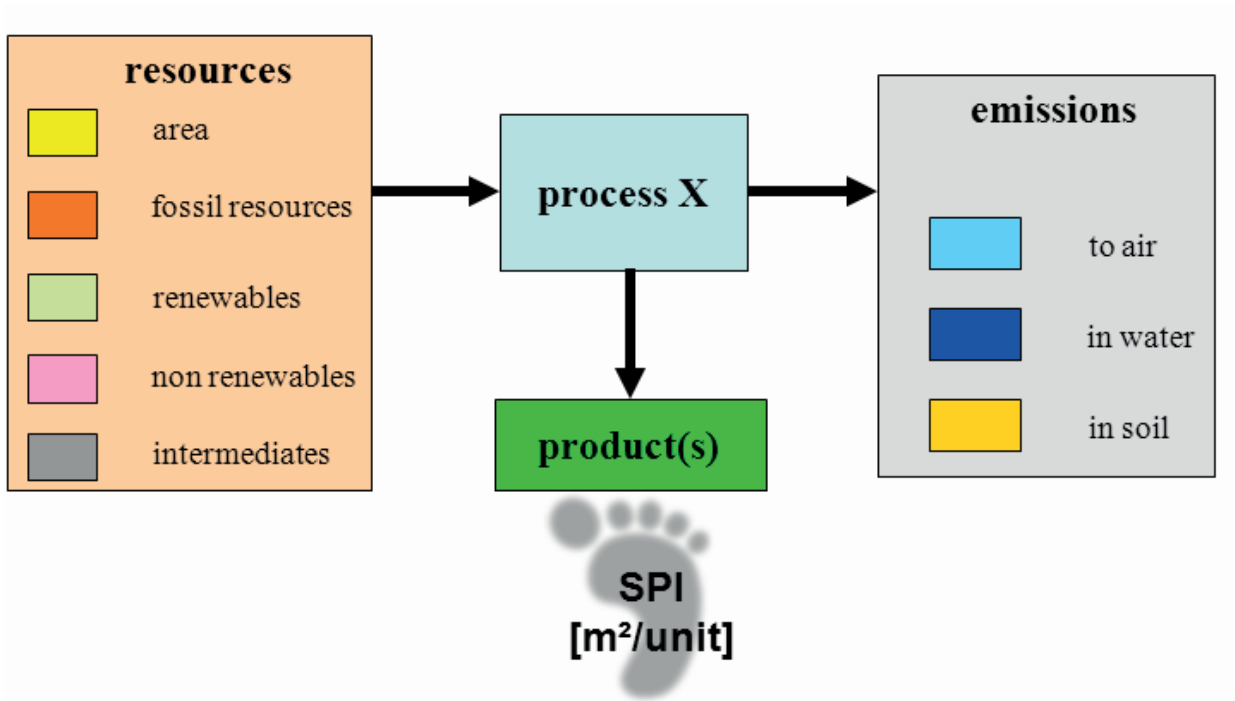 resources
area
fossil resources
renewables
non renewables
intermediates
process X
product(s)
SPI
[m²/unit]
emissions
to air
in water
in soil